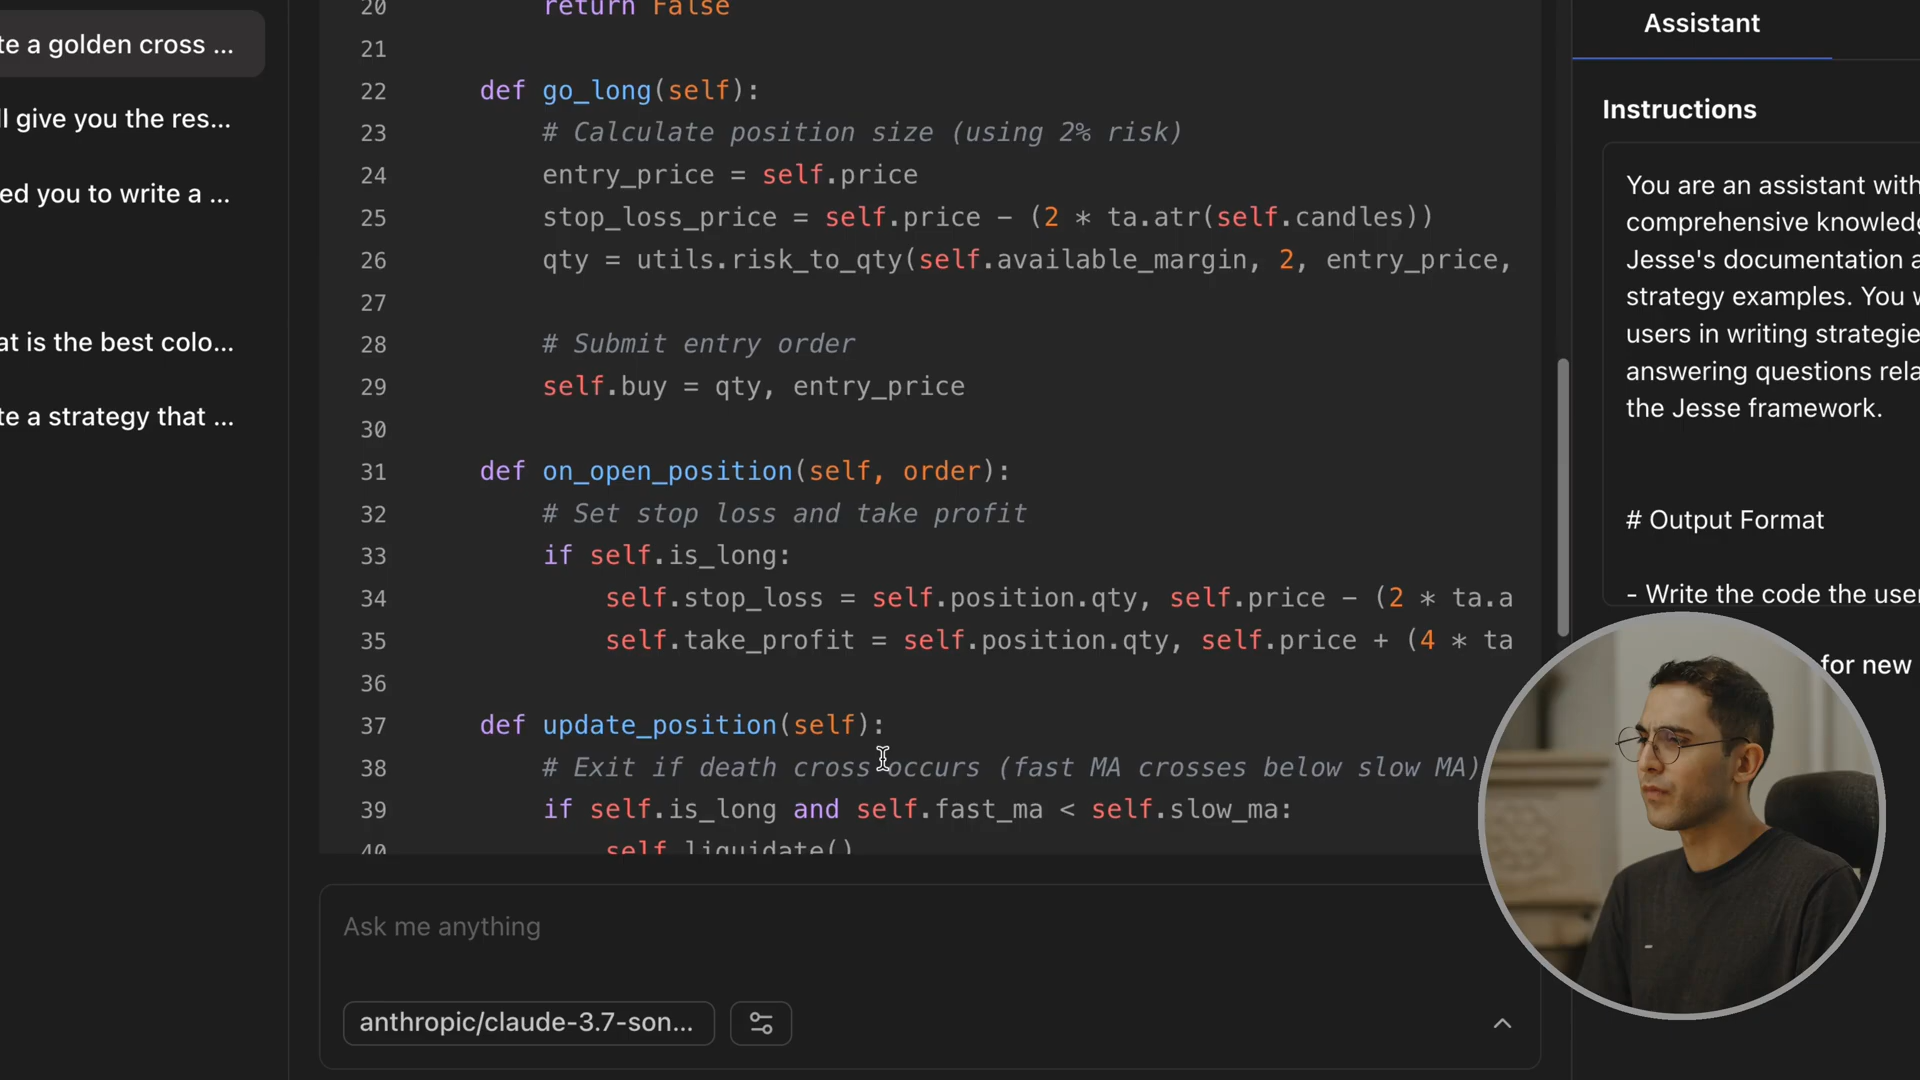 te a golden cross ...
ll give you the res...
ed you to write a ...
at is the best colo...
te a strategy that ...
20 return False
21
22 def go_long(self):
23 # Calculate position size (using 2% risk)
24 entry_price = self.price
25 stop_loss_price = self.price - (2 * ta.atr(self.candles))
26 qty = utils.risk_to_qty(self.available_margin, 2, entry_price,
27
28 # Submit entry order
29 self.buy = qty, entry_price
30
31 def on_open_position(self, order):
32 # Set stop loss and take profit
33 if self.is_long:
34 self.stop_loss = self.position.qty, self.price - (2 * ta.a
35 self.take_profit = self.position.qty, self.price + (4 * ta
36
37 def update_position(self):
38 # Exit if death cross occurs (fast MA crosses below slow MA)
39 if self.is_long and self.fast_ma < self.slow_ma:
40 self.liquidate()
Ask me anything
anthropic/claude-3.7-son...
Assistant
Instructions
You are an assistant with
comprehensive knowledg
Jesse's documentation a
strategy examples. You w
users in writing strategie
answering questions rela
the Jesse framework.
# Output Format
- Write the code the user
for new